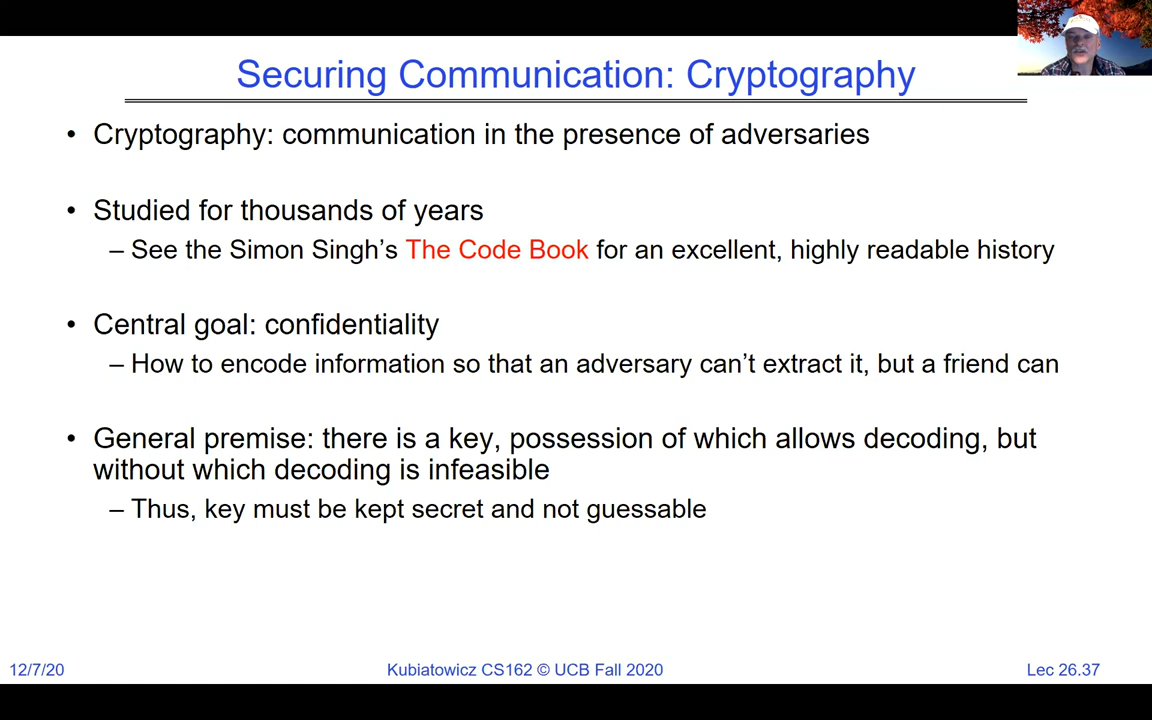 Securing Communication: Cryptography
• Cryptography: communication in the presence of adversaries
• Studied for thousands of years
– See the Simon Singh’s The Code Book for an excellent, highly readable history
• Central goal: confidentiality
– How to encode information so that an adversary can’t extract it, but a friend can
• General premise: there is a key, possession of which allows decoding, but
without which decoding is infeasible
– Thus, key must be kept secret and not guessable
12/7/20 Kubiatowicz CS162 © UCB Fall 2020 Lec 26.37